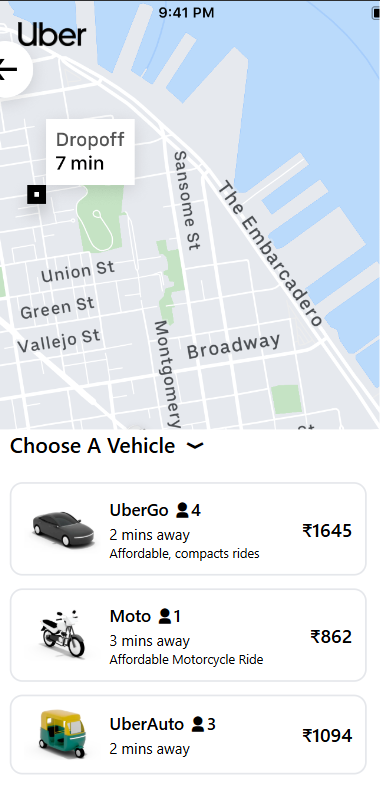 9:41 PM
Uber
Dropoff
7 min
Sansome St
The Embarcadero
Union St
Green St
Vallejo St
Montgomery
Broadway
Choose A Vehicle
UberGo 4
2 mins away
Affordable, compacts rides
₹1645
Moto 1
3 mins away
Affordable Motorcycle Ride
₹862
UberAuto 3
2 mins away
₹1094